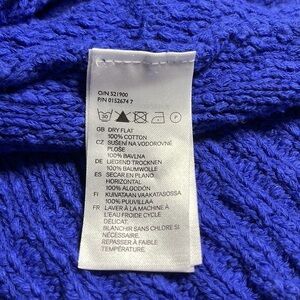 O/N 521900
P/N 0152674 7
30
GB DRY FLAT
100% COTTON
CZ SUŠENÍ NA VODOROVNÉ
PLOŠE
100% BAVLNA
DE LIEGEND TROCKNEN
100% BAUMWOLLE
ES SECAR EN PLANO
HORIZONTAL
100% ALGODÓN
FI KUIVATAAN VAAKATASOSSA
100% PUUVILLAA
FR LAVER À LA MACHINE À
L'EAU FROIDE CYCLE
DÉLICAT.
BLANCHIR SANS CHLORE SI
NÉCESSAIRE.
REPASSER À FAIBLE
TEMPÉRATURE.